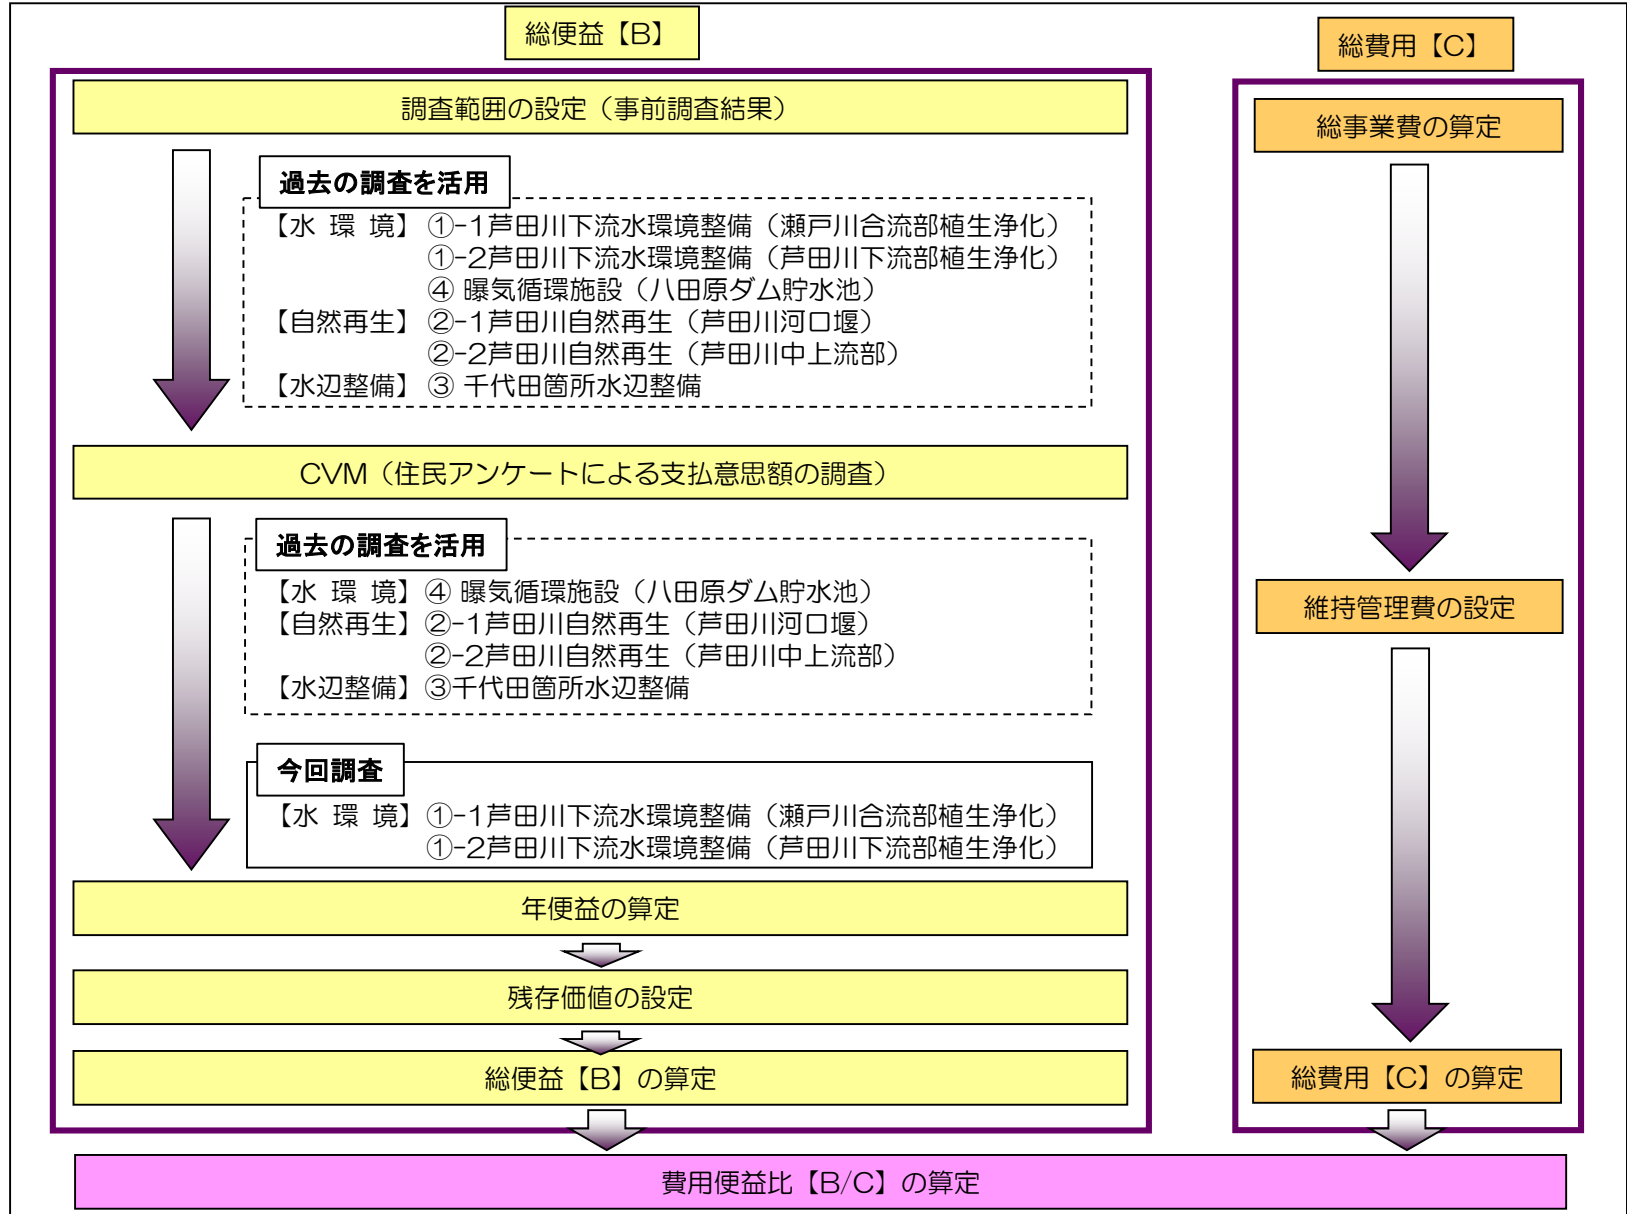 総便益【B】
調査範囲の設定（事前調査結果）
過去の調査を活用
【水 環 境】①-1芦田川下流水環境整備（瀬戸川合流部植生浄化）
①-2芦田川下流水環境整備（芦田川下流部植生浄化）
④ 曝気循環施設（八田原ダム貯水池）
【自然再生】②-1芦田川自然再生（芦田川河口堰）
②-2芦田川自然再生（芦田川中上流部）
【水辺整備】③ 千代田箇所水辺整備
CVM（住民アンケートによる支払意思額の調査）
過去の調査を活用
【水 環 境】④ 曝気循環施設（八田原ダム貯水池）
【自然再生】②-1芦田川自然再生（芦田川河口堰）
②-2芦田川自然再生（芦田川中上流部）
【水辺整備】③千代田箇所水辺整備
今回調査
【水 環 境】①-1芦田川下流水環境整備（瀬戸川合流部植生浄化）
①-2芦田川下流水環境整備（芦田川下流部植生浄化）
年便益の算定
残存価値の設定
総便益【B】の算定
総費用【C】
総事業費の算定
維持管理費の設定
総費用【C】の算定
費用便益比【B/C】の算定